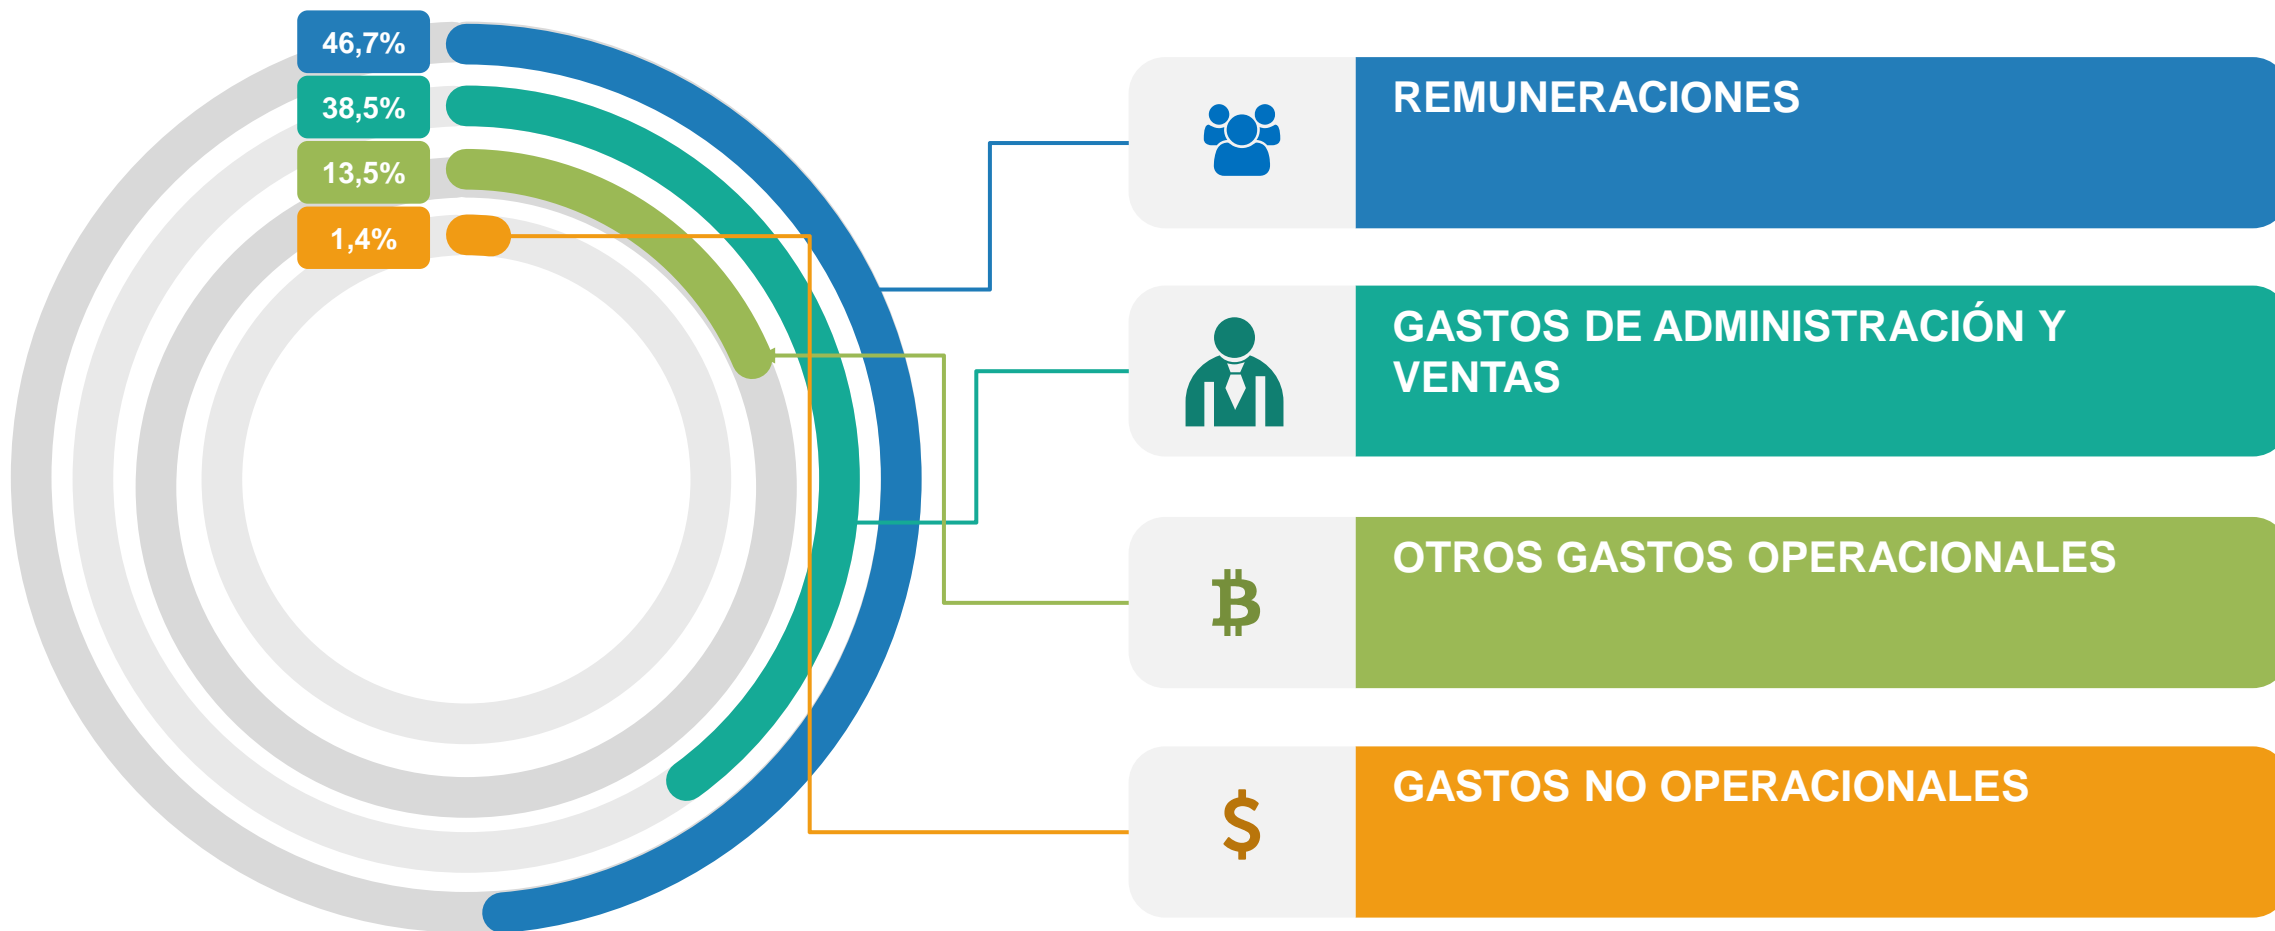 46,7%
38,5%
13,5%
1,4%
REMUNERACIONES
GASTOS DE ADMINISTRACIÓN Y
VENTAS
OTROS GASTOS OPERACIONALES
GASTOS NO OPERACIONALES